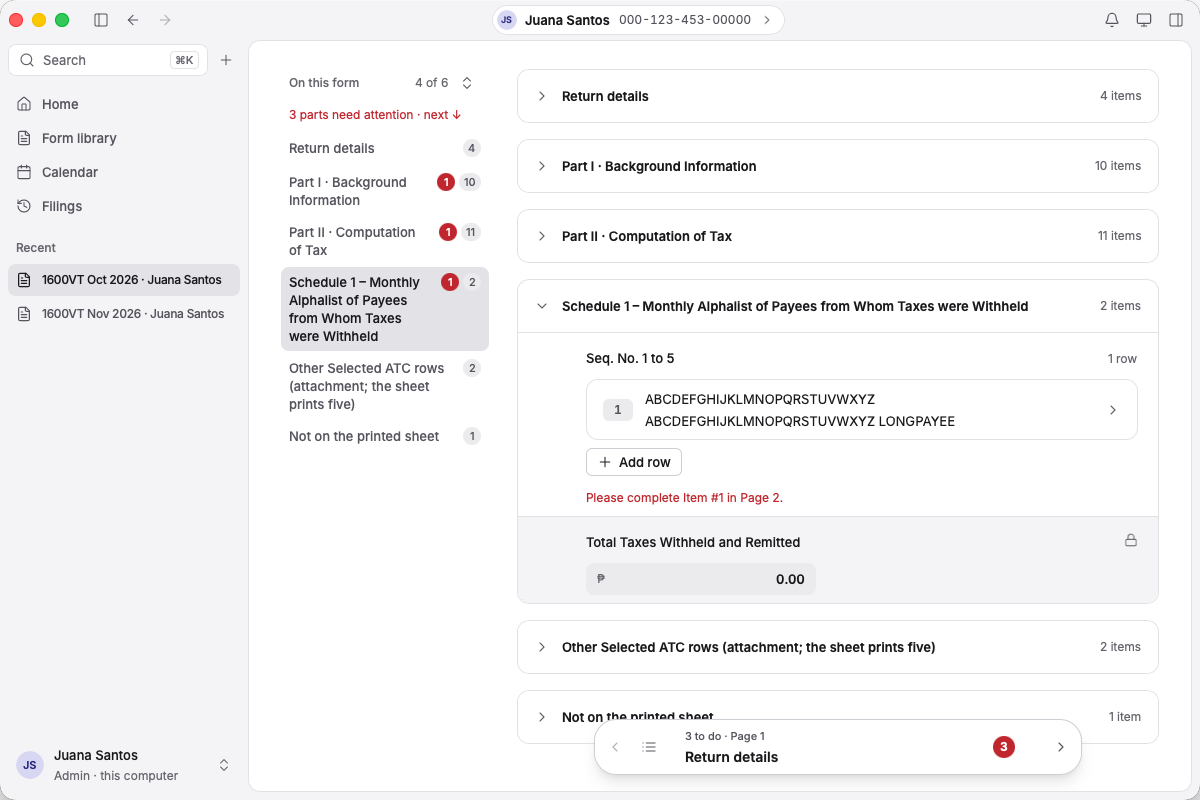 JS Juana Santos 000-123-453-00000
Search ⌘K
Home
Form library
Calendar
Filings
Recent
1600VT Oct 2026 · Juana Santos
1600VT Nov 2026 · Juana Santos
JS
Juana Santos
Admin · this computer
On this form 4 of 6
3 parts need attention · next ↓
Return details 4
Part I · Background 1 10
Information
Part II · Computation 1 11
of Tax
Schedule 1 – Monthly 1 2
Alphalist of Payees
from Whom Taxes
were Withheld
Other Selected ATC rows 2
(attachment; the sheet
prints five)
Not on the printed sheet 1
Return details 4 items
Part I · Background Information 10 items
Part II · Computation of Tax 11 items
Schedule 1 – Monthly Alphalist of Payees from Whom Taxes were Withheld 2 items
Seq. No. 1 to 5 1 row
1
ABCDEFGHIJKLMNOPQRSTUVWXYZ
ABCDEFGHIJKLMNOPQRSTUVWXYZ LONGPAYEE
Add row
Please complete Item #1 in Page 2.
Total Taxes Withheld and Remitted
₱ 0.00
Other Selected ATC rows (attachment; the sheet prints five) 2 items
Not on the printed sheet 1 item
3 to do · Page 1
Return details
3